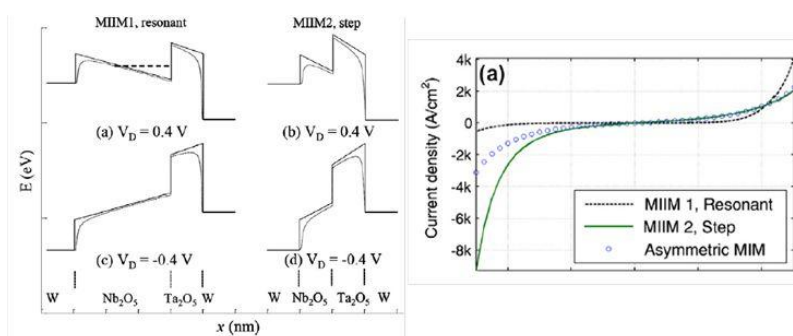 MIIM1, resonant
MIIM2, step
(a) V_D = 0.4 V
(b) V_D = 0.4 V
E (eV)
(c) V_D = -0.4 V
(d) V_D = -0.4 V
W Nb₂O₅ Ta₂O₅ W
W Nb₂O₅ Ta₂O₅ W
x (nm)
(a)
Current density (A/cm²)
4k
2k
0
-2k
-4k
-6k
-8k
MIIM 1, Resonant
MIIM 2, Step
Asymmetric MIM